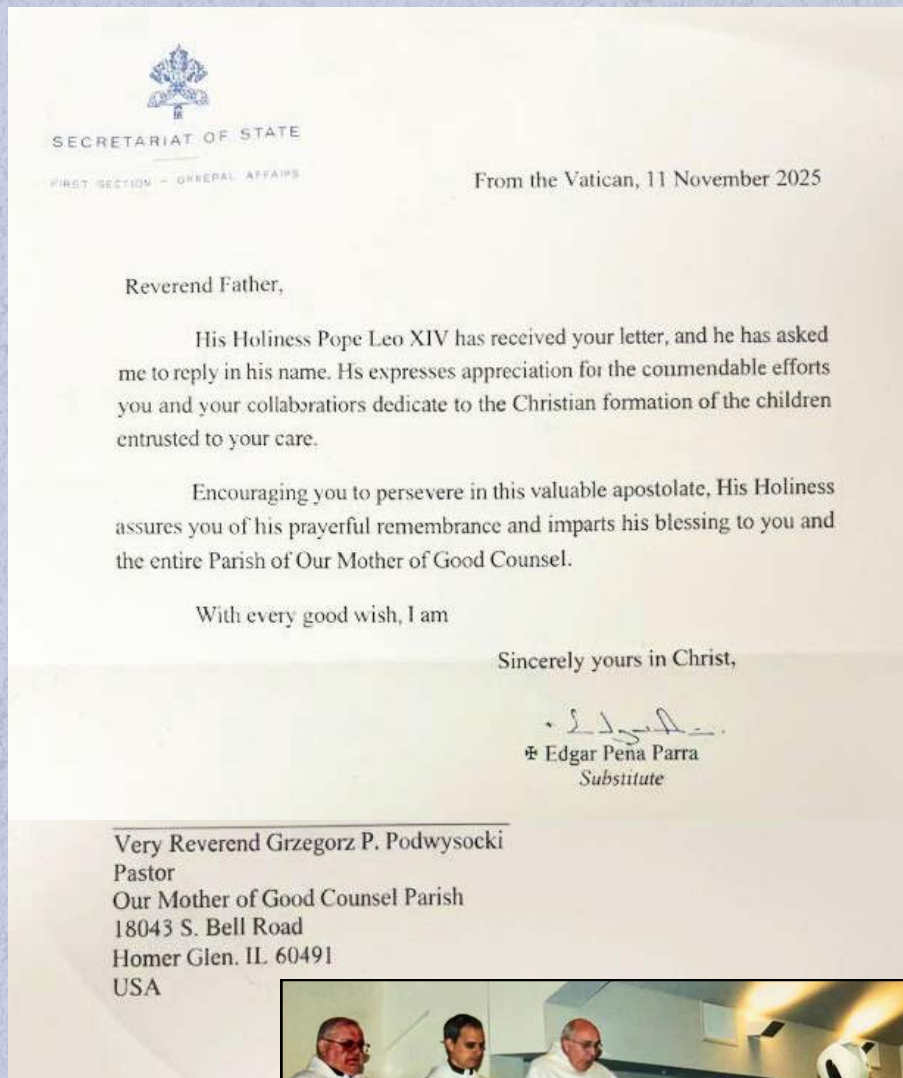 SECRETARIAT OF STATE
FIRST SECTION – GENERAL AFFAIRS
From the Vatican, 11 November 2025
Reverend Father,
His Holiness Pope Leo XIV has received your letter, and he has asked
me to reply in his name. Hs expresses appreciation for the commendable efforts
you and your collaboratiors dedicate to the Christian formation of the children
entrusted to your care.
Encouraging you to persevere in this valuable apostolate, His Holiness
assures you of his prayerful remembrance and imparts his blessing to you and
the entire Parish of Our Mother of Good Counsel.
With every good wish, I am
Sincerely yours in Christ,
✠ Edgar Peña Parra
Substitute
Very Reverend Grzegorz P. Podwysocki
Pastor
Our Mother of Good Counsel Parish
18043 S. Bell Road
Homer Glen. IL 60491
USA